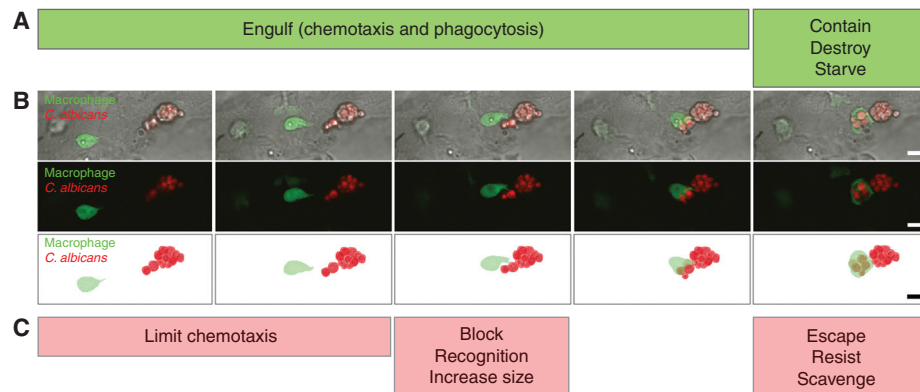 A
Engulf (chemotaxis and phagocytosis)
Contain
Destroy
Starve
B
Macrophage
C. albicans
Macrophage
C. albicans
Macrophage
C. albicans
C
Limit chemotaxis
Block
Recognition
Increase size
Escape
Resist
Scavenge